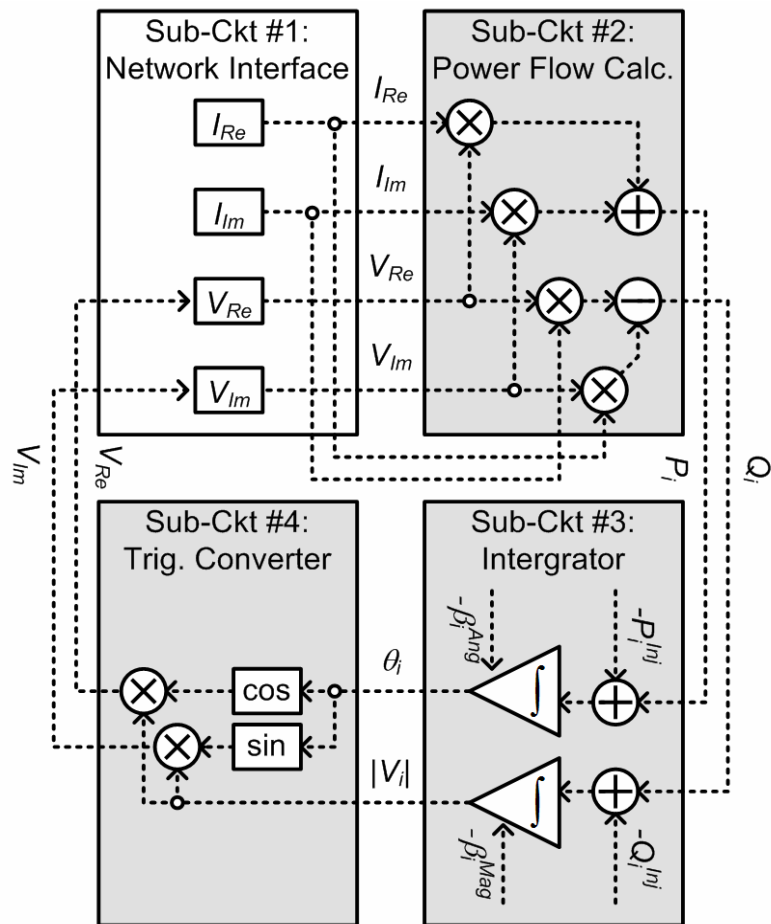 Sub-Ckt #1:
Network Interface
Sub-Ckt #2:
Power Flow Calc.
I_Re
I_Re
×
I_Im
I_Im
×
+
V_Re
V_Re
×
−
V_Im
V_Im
×
V_Im
V_Re
P_i
Q_i
Sub-Ckt #4:
Trig. Converter
Sub-Ckt #3:
Intergrator
-β_i^Ang
-P_i^Inj
×
cos
θ_i
∫
+
×
sin
|V_i|
∫
+
-β_i^Mag
-Q_i^Inj